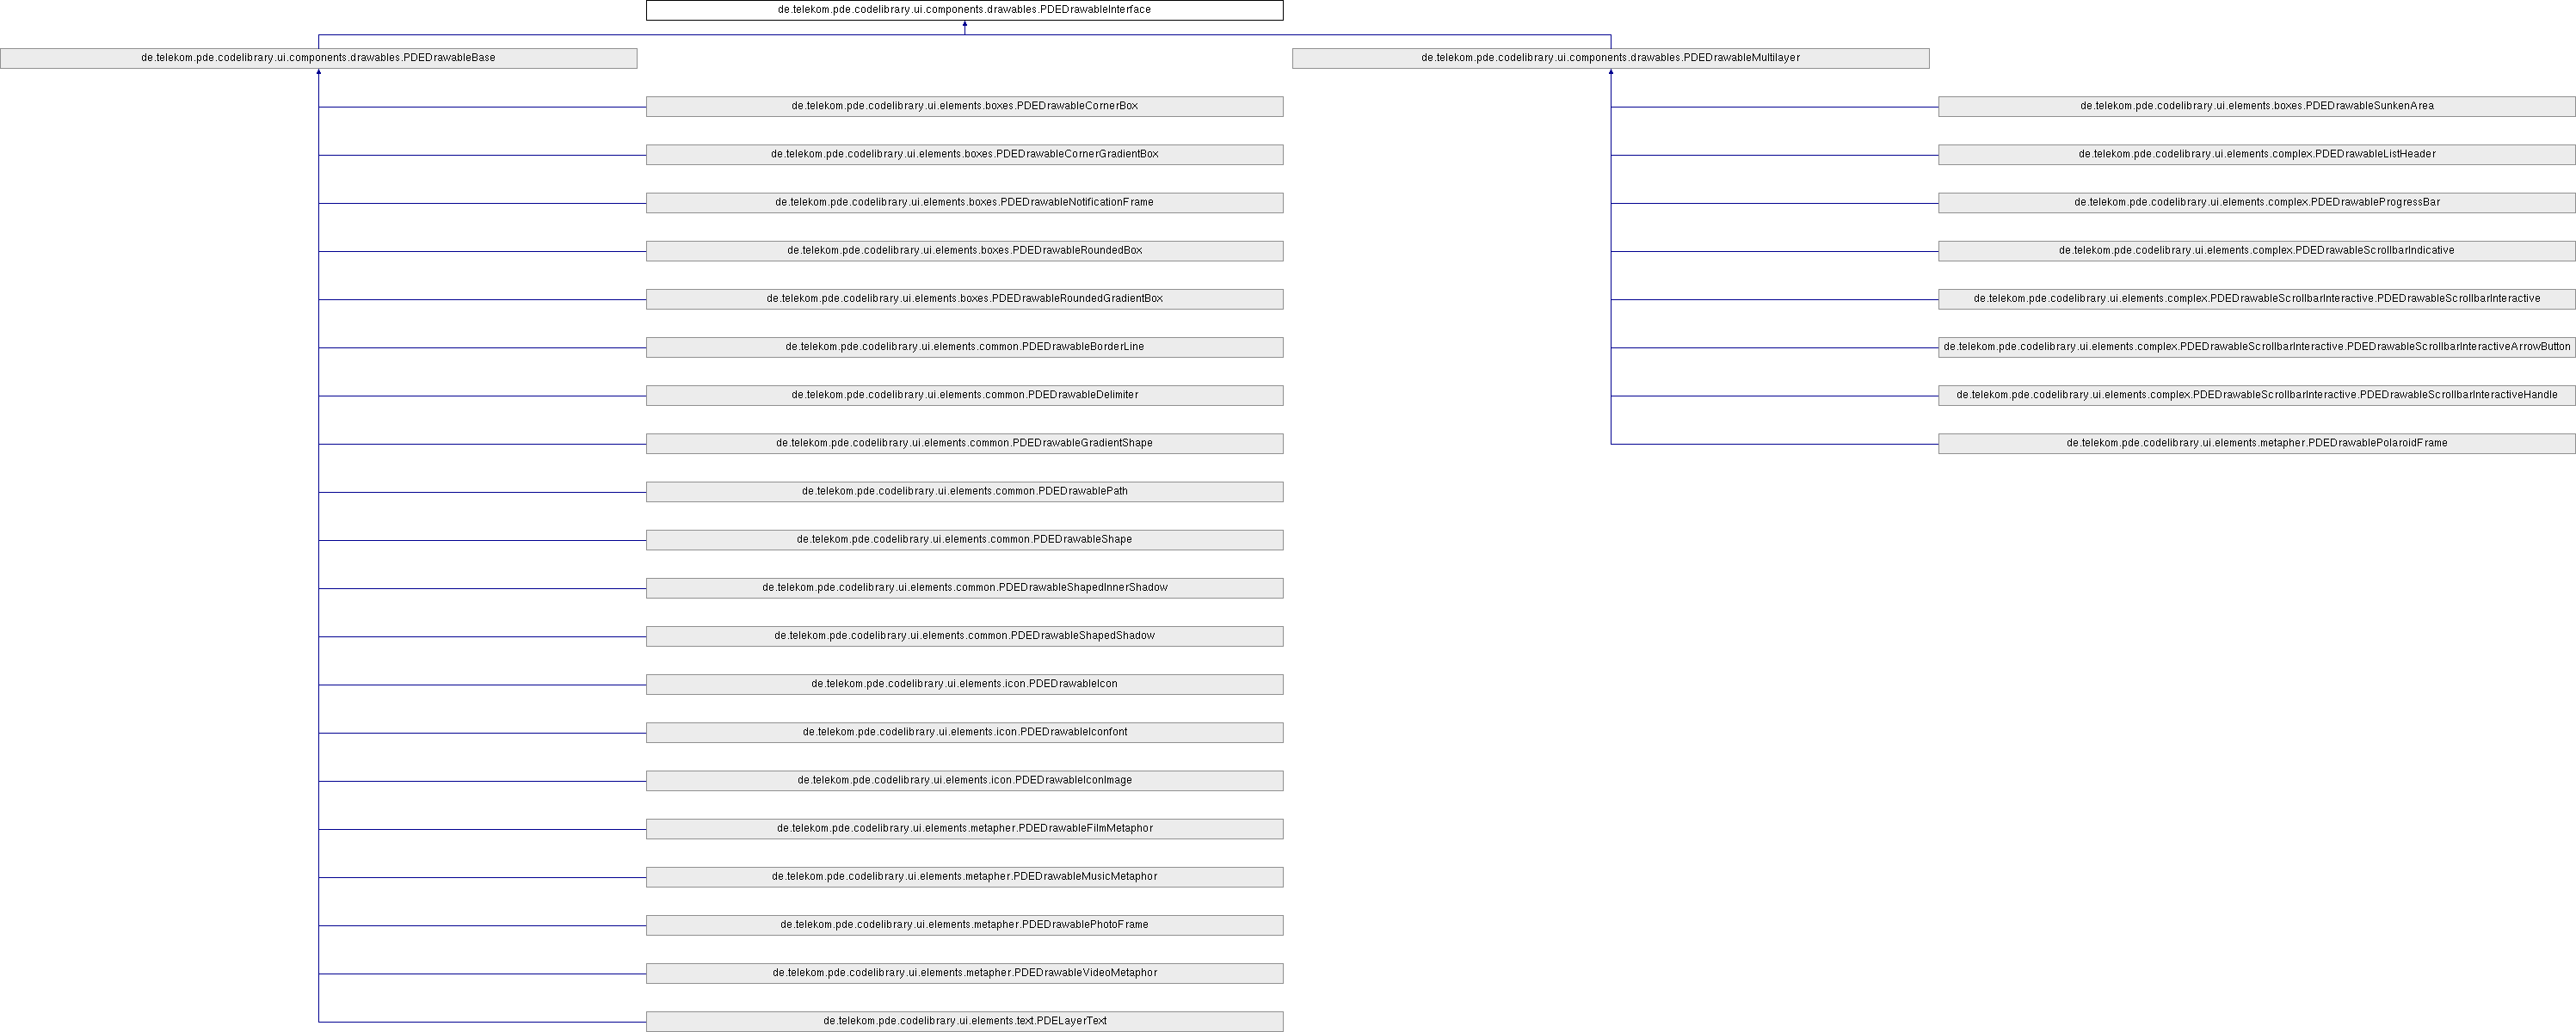 de.telekom.pde.codelibrary.ui.components.drawables.PDEDrawableInterface
de.telekom.pde.codelibrary.ui.components.drawables.PDEDrawableBase
de.telekom.pde.codelibrary.ui.components.drawables.PDEDrawableMultilayer
de.telekom.pde.codelibrary.ui.elements.boxes.PDEDrawableCornerBox
de.telekom.pde.codelibrary.ui.elements.boxes.PDEDrawableSunkenArea
de.telekom.pde.codelibrary.ui.elements.boxes.PDEDrawableCornerGradientBox
de.telekom.pde.codelibrary.ui.elements.complex.PDEDrawableListHeader
de.telekom.pde.codelibrary.ui.elements.boxes.PDEDrawableNotificationFrame
de.telekom.pde.codelibrary.ui.elements.complex.PDEDrawableProgressBar
de.telekom.pde.codelibrary.ui.elements.boxes.PDEDrawableRoundedBox
de.telekom.pde.codelibrary.ui.elements.complex.PDEDrawableScrollbarIndicative
de.telekom.pde.codelibrary.ui.elements.boxes.PDEDrawableRoundedGradientBox
de.telekom.pde.codelibrary.ui.elements.complex.PDEDrawableScrollbarInteractive.PDEDrawableScrollbarInteractive
de.telekom.pde.codelibrary.ui.elements.common.PDEDrawableBorderLine
de.telekom.pde.codelibrary.ui.elements.complex.PDEDrawableScrollbarInteractive.PDEDrawableScrollbarInteractiveArrowButton
de.telekom.pde.codelibrary.ui.elements.common.PDEDrawableDelimiter
de.telekom.pde.codelibrary.ui.elements.complex.PDEDrawableScrollbarInteractive.PDEDrawableScrollbarInteractiveHandle
de.telekom.pde.codelibrary.ui.elements.common.PDEDrawableGradientShape
de.telekom.pde.codelibrary.ui.elements.metapher.PDEDrawablePolaroidFrame
de.telekom.pde.codelibrary.ui.elements.common.PDEDrawablePath
de.telekom.pde.codelibrary.ui.elements.common.PDEDrawableShape
de.telekom.pde.codelibrary.ui.elements.common.PDEDrawableShapedInnerShadow
de.telekom.pde.codelibrary.ui.elements.common.PDEDrawableShapedShadow
de.telekom.pde.codelibrary.ui.elements.icon.PDEDrawableIcon
de.telekom.pde.codelibrary.ui.elements.icon.PDEDrawableIconfont
de.telekom.pde.codelibrary.ui.elements.icon.PDEDrawableIconImage
de.telekom.pde.codelibrary.ui.elements.metapher.PDEDrawableFilmMetaphor
de.telekom.pde.codelibrary.ui.elements.metapher.PDEDrawableMusicMetaphor
de.telekom.pde.codelibrary.ui.elements.metapher.PDEDrawablePhotoFrame
de.telekom.pde.codelibrary.ui.elements.metapher.PDEDrawableVideoMetaphor
de.telekom.pde.codelibrary.ui.elements.text.PDELayerText